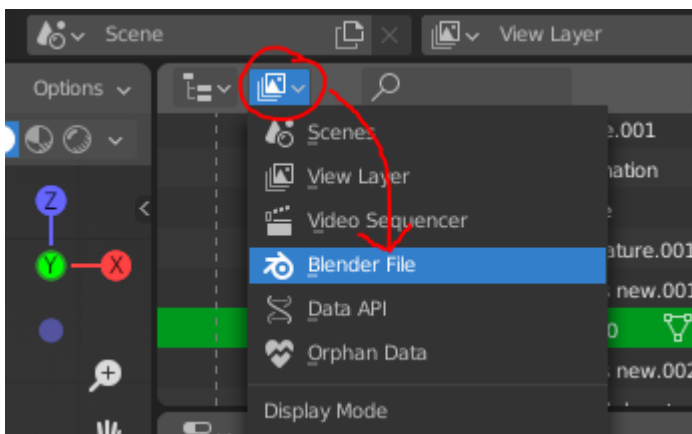 Scene
View Layer
Options
Scenes
View Layer
Video Sequencer
Blender File
Data API
Orphan Data
Display Mode
.001
nation
ature.001
new.001
0
new.002
Z
Y
X